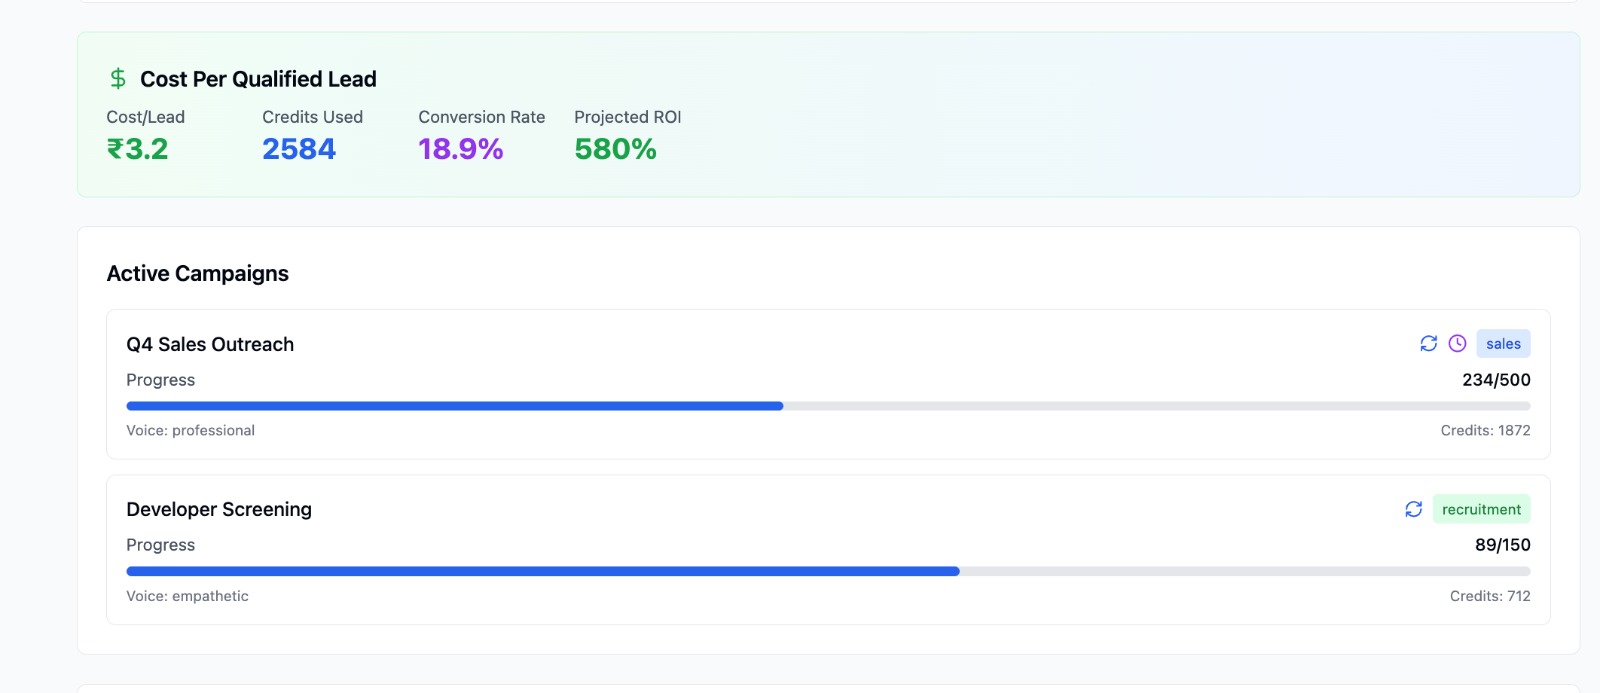 Cost Per Qualified Lead
Cost/Lead Credits Used Conversion Rate Projected ROI
₹3.2 2584 18.9% 580%
Active Campaigns
Q4 Sales Outreach sales
Progress 234/500
Voice: professional Credits: 1872
Developer Screening recruitment
Progress 89/150
Voice: empathetic Credits: 712